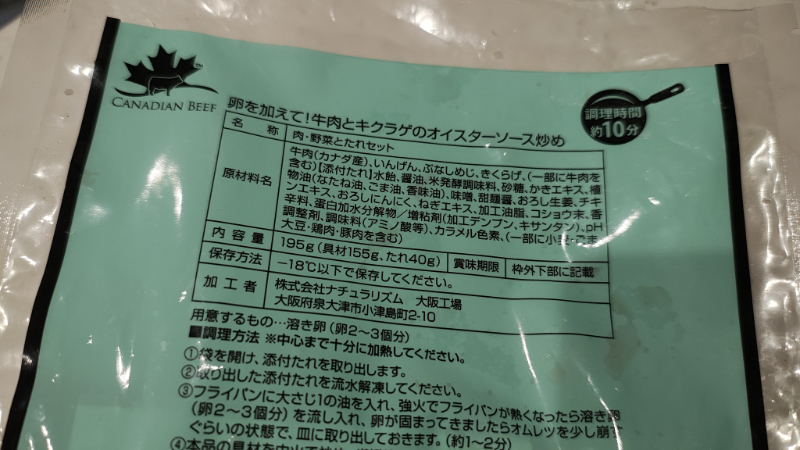 CANADIAN BEEF
卵を加えて!牛肉とキクラゲのオイスターソース炒め
調理時間
約10分
名称 肉・野菜とたれセット
原材料名
牛肉(カナダ産)、いんげん、ぶなしめじ、きくらげ、(一部に牛肉を
含む)【添付たれ】水飴、醤油、米発酵調味料、砂糖、かきエキス、植
物油(なたね油、ごま油、香味油)、味噌、甜麺醤、おろし生姜、チキ
ンエキス、おろしにんにく、ねぎエキス、加工油脂、コショウ末、香
辛料、蛋白加水分解物/増粘剤(加工デンプン、キサンタン)、pH
調整剤、調味料(アミノ酸等)、カラメル色素、(一部に小麦・ごま
大豆・鶏肉・豚肉を含む)
内容量 195g(具材155g、たれ40g) 賞味期限 枠外下部に記載
保存方法 −18℃以下で保存してください。
加工者 株式会社ナチュラリズム 大阪工場
大阪府泉大津市小津島町2-10
用意するもの…溶き卵(卵2〜3個分)
■調理方法 ※中心まで十分に加熱してください。
①袋を開け、添付たれを取り出します。
②取り出した添付たれを流水解凍してください。
③フライパンに大さじ1の油を入れ、強火でフライパンが熱くなったら溶き卵
(卵2〜3個分)を流し入れ、卵が固まってきましたらオムレツを少し崩す
ぐらいの状態で、皿に取り出しておきます。(約1〜2分)
④本品の具材を中火で炒め